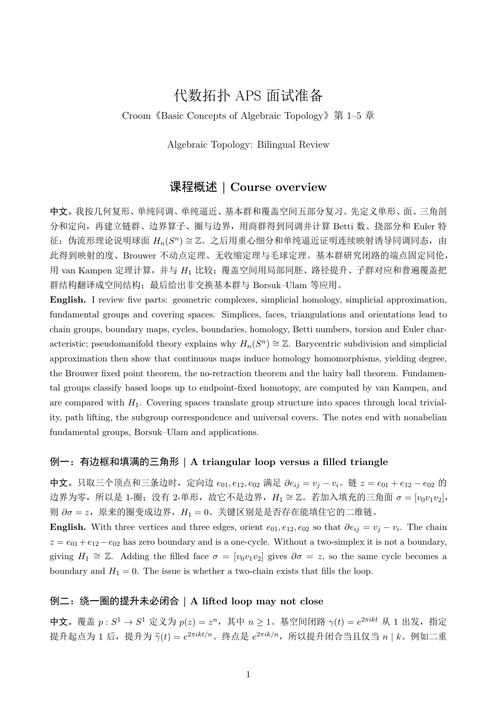 代数拓扑 APS 面试准备
Croom《Basic Concepts of Algebraic Topology》第 1–5 章
Algebraic Topology: Bilingual Review
课程概述 | Course overview
中文。我按几何复形、单纯同调、单纯逼近、基本群和覆盖空间五部分复习。先定义单形、面、三角剖
分和定向，再建立链群、边界算子、圈与边界，用商群得到同调并计算 Betti 数、挠部分和 Euler 特
征；伪流形理论说明球面 Hₙ(Sⁿ) ≅ ℤ。之后用重心细分和单纯逼近证明连续映射诱导同调同态，由
此得到映射的度、Brouwer 不动点定理、无收缩定理与毛球定理。基本群研究闭路的端点固定同伦，
用 van Kampen 定理计算，并与 H₁ 比较；覆盖空间用局部同胚、路径提升、子群对应和普遍覆盖把
群结构翻译成空间结构；最后给出非交换基本群与 Borsuk–Ulam 等应用。
English. I review five parts: geometric complexes, simplicial homology, simplicial approximation,
fundamental groups and covering spaces. Simplices, faces, triangulations and orientations lead to
chain groups, boundary maps, cycles, boundaries, homology, Betti numbers, torsion and Euler char-
acteristic; pseudomanifold theory explains why Hₙ(Sⁿ) ≅ ℤ. Barycentric subdivision and simplicial
approximation then show that continuous maps induce homology homomorphisms, yielding degree,
the Brouwer fixed point theorem, the no-retraction theorem and the hairy ball theorem. Fundamen-
tal groups classify based loops up to endpoint-fixed homotopy, are computed by van Kampen, and
are compared with H₁. Covering spaces translate group structure into spaces through local trivial-
ity, path lifting, the subgroup correspondence and universal covers. The notes end with nonabelian
fundamental groups, Borsuk–Ulam and applications.
例一：有边框和填满的三角形 | A triangular loop versus a filled triangle
中文。只取三个顶点和三条边时，定向边 e₀₁, e₁₂, e₀₂ 满足 ∂eᵢⱼ = vⱼ − vᵢ。链 z = e₀₁ + e₁₂ − e₀₂ 的
边界为零，所以是 1-圈；没有 2-单形，故它不是边界，H₁ ≅ ℤ。若加入填充的三角面 σ = [v₀v₁v₂]，
则 ∂σ = z，原来的圈变成边界，H₁ = 0。关键区别是是否存在能填住它的二维链。
English. With three vertices and three edges, orient e₀₁, e₁₂, e₀₂ so that ∂eᵢⱼ = vⱼ − vᵢ. The chain
z = e₀₁ + e₁₂ − e₀₂ has zero boundary and is a one-cycle. Without a two-simplex it is not a boundary,
giving H₁ ≅ ℤ. Adding the filled face σ = [v₀v₁v₂] gives ∂σ = z, so the same cycle becomes a
boundary and H₁ = 0. The issue is whether a two-chain exists that fills the loop.
例二：绕一圈的提升未必闭合 | A lifted loop may not close
中文。覆盖 p : S¹ → S¹ 定义为 p(z) = zⁿ，其中 n ≥ 1。基空间闭路 γ(t) = e^{2πikt} 从 1 出发，指定
提升起点为 1 后，提升为 γ̃(t) = e^{2πikt/n}。终点是 e^{2πik/n}，所以提升闭合当且仅当 n | k。例如二重
1